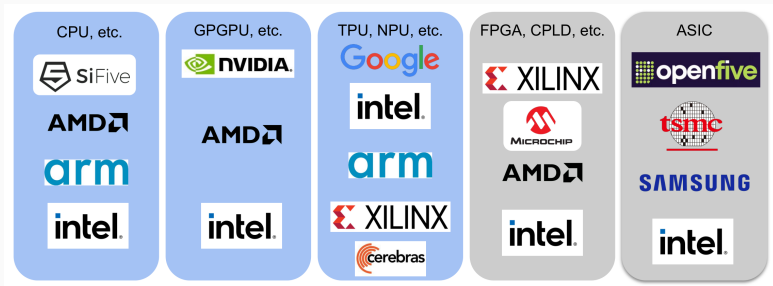 CPU, etc.
SiFive
AMD
arm
intel.
GPGPU, etc.
NVIDIA.
AMD
intel.
TPU, NPU, etc.
Google
intel.
arm
XILINX
cerebras
FPGA, CPLD, etc.
XILINX
MICROCHIP
AMD
intel.
ASIC
openfive
tsmc
SAMSUNG
intel.